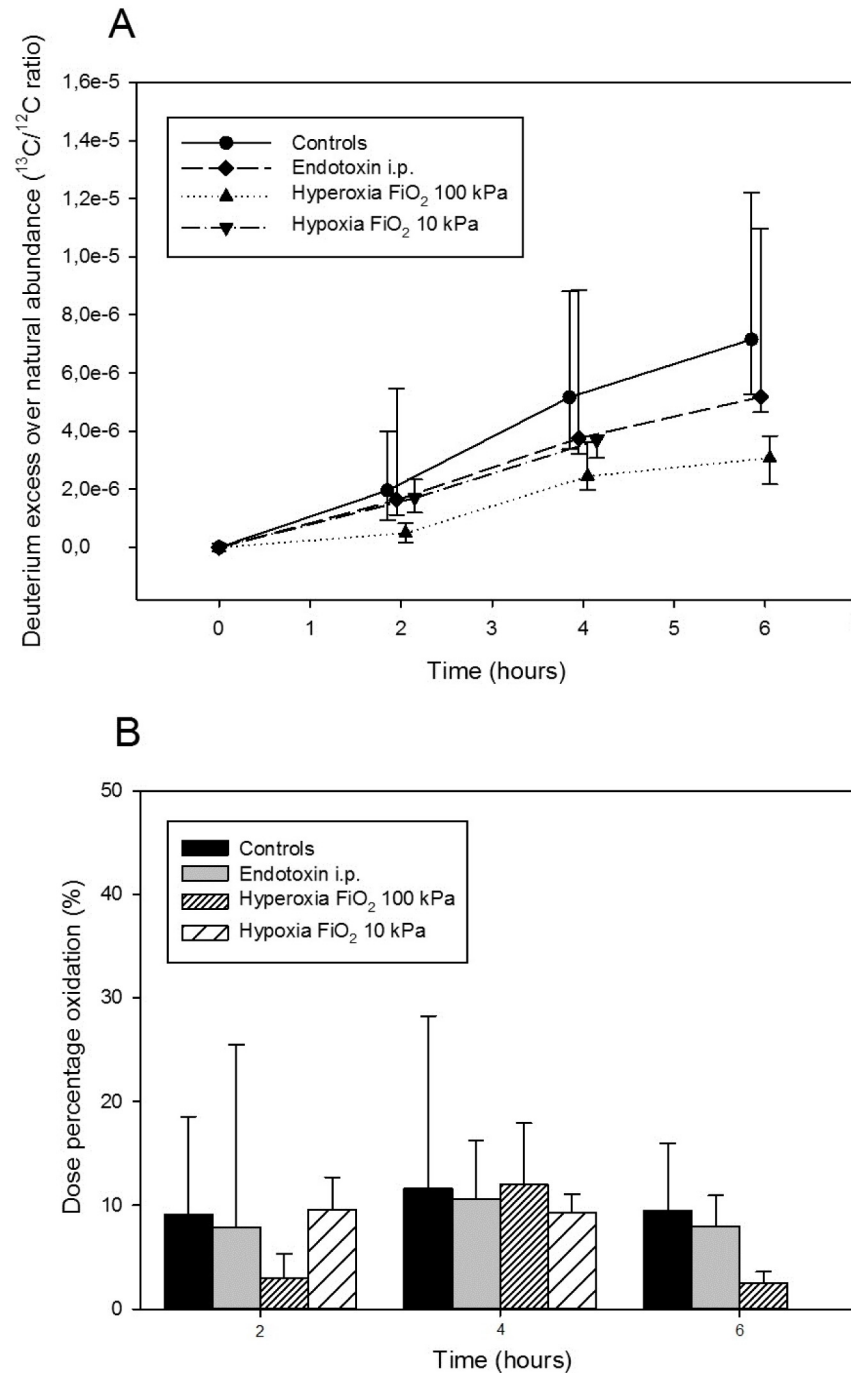 A
Deuterium excess over natural abundance (¹³C/¹²C ratio)
1,6e-5
1,4e-5
1,2e-5
1,0e-5
8,0e-6
6,0e-6
4,0e-6
2,0e-6
0,0
Controls
Endotoxin i.p.
Hyperoxia FiO₂ 100 kPa
Hypoxia FiO₂ 10 kPa
0 1 2 3 4 5 6
Time (hours)
B
Dose percentage oxidation (%)
50
40
30
20
10
0
Controls
Endotoxin i.p.
Hyperoxia FiO₂ 100 kPa
Hypoxia FiO₂ 10 kPa
2 4 6
Time (hours)